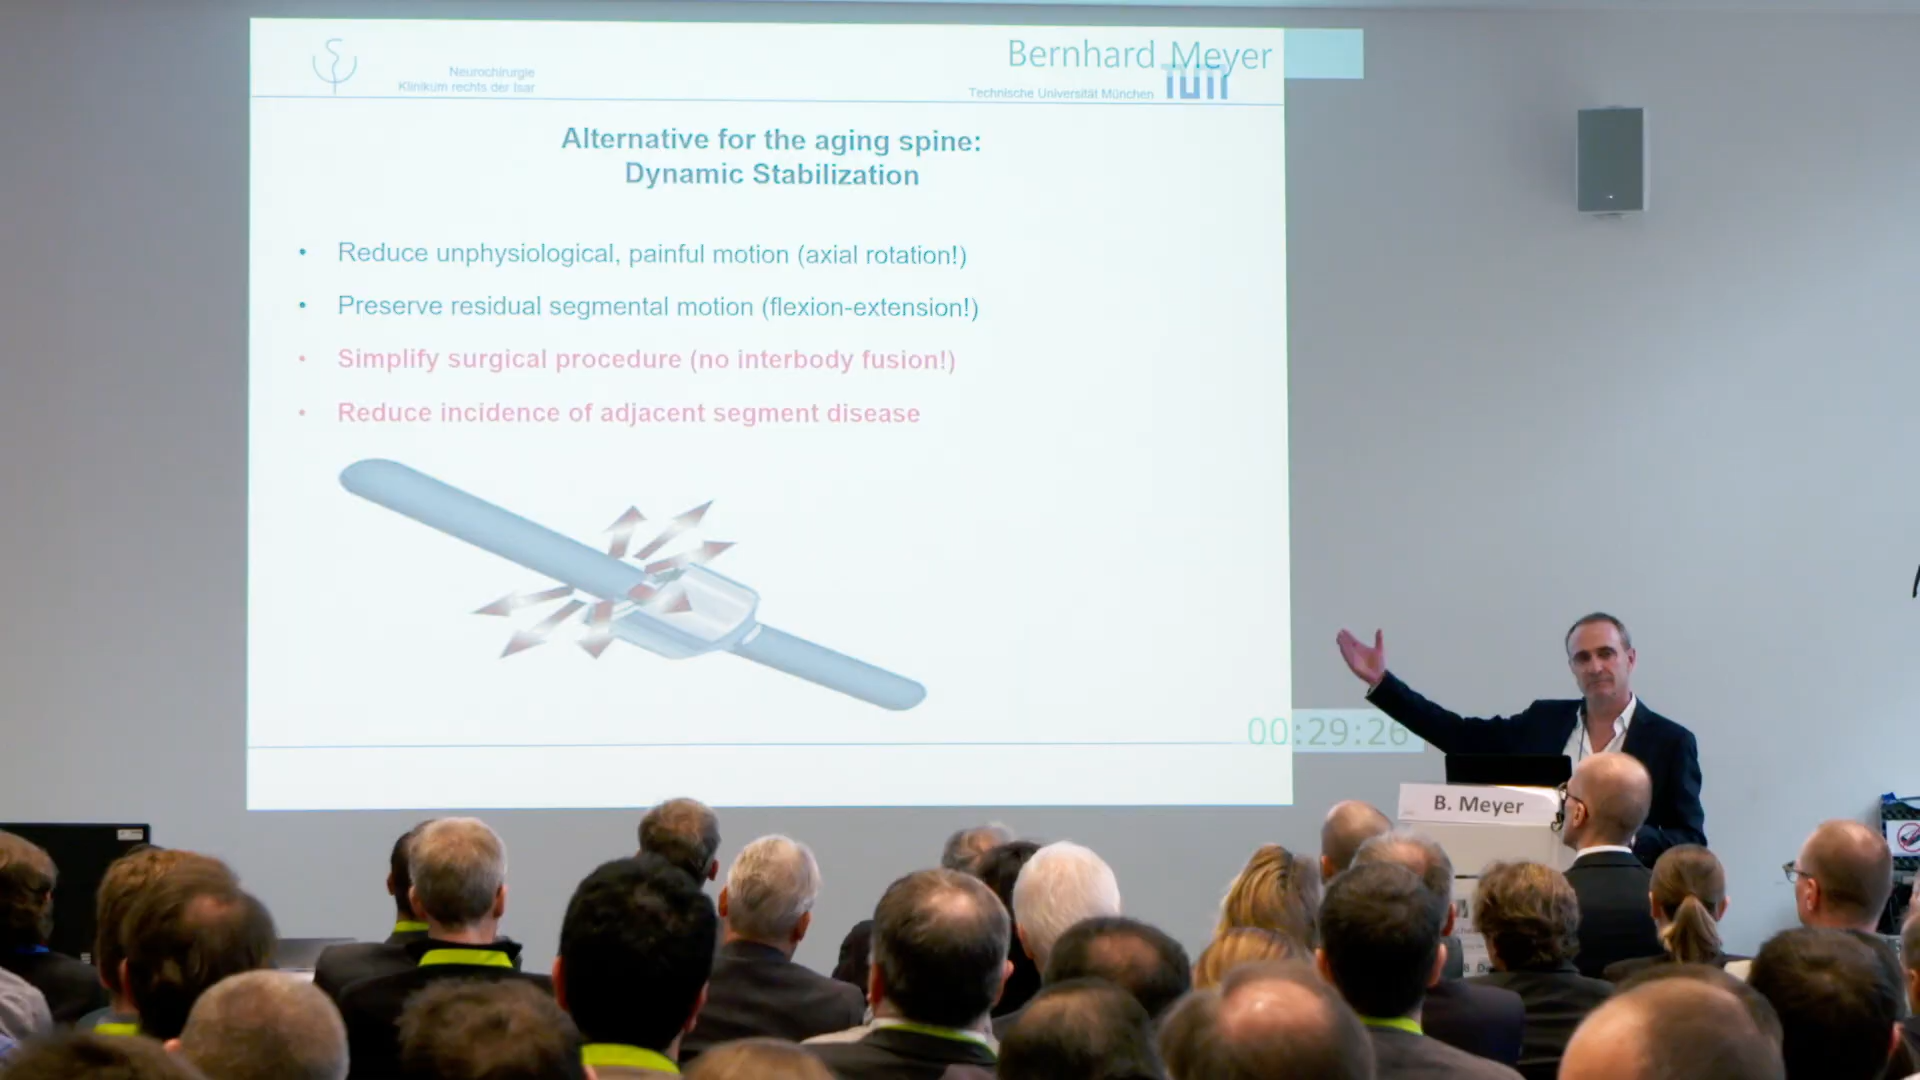 Bernhard Meyer
Neurochirurgie
Klinikum rechts der Isar
Technische Universität München
TUM
Alternative for the aging spine:
Dynamic Stabilization
• Reduce unphysiological, painful motion (axial rotation!)
• Preserve residual segmental motion (flexion-extension!)
• Simplify surgical procedure (no interbody fusion!)
• Reduce incidence of adjacent segment disease
00:29:26
B. Meyer